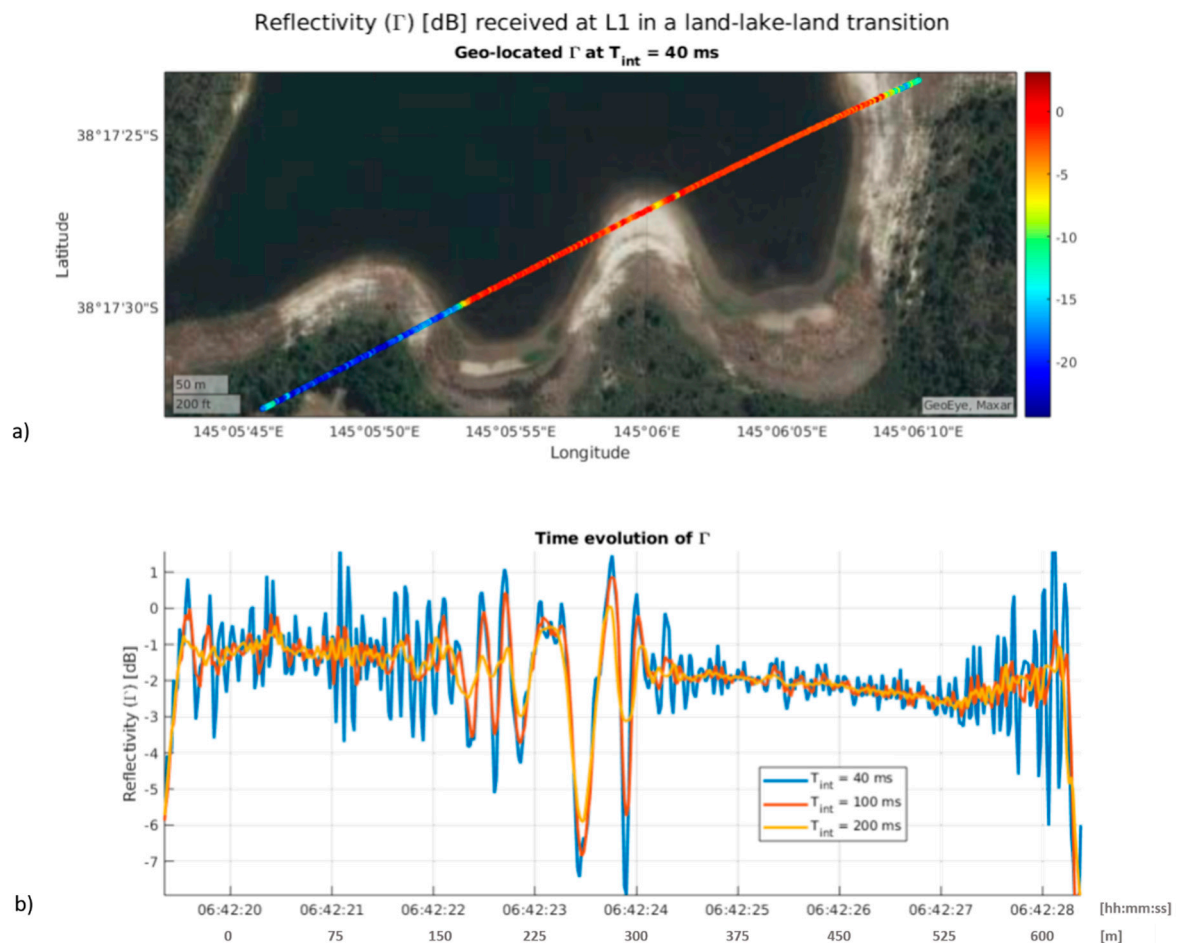 Reflectivity (Γ) [dB] received at L1 in a land-lake-land transition
Geo-located Γ at T_int = 40 ms
38°17'25"S
38°17'30"S
Latitude
50 m
200 ft
GeoEye, Maxar
0
-5
-10
-15
-20
145°05'45"E 145°05'50"E 145°05'55"E 145°06'E 145°06'05"E 145°06'10"E
Longitude
a)
Time evolution of Γ
Reflectivity (Γ) [dB]
1
0
-1
-2
-3
-4
-5
-6
-7
T_int = 40 ms
T_int = 100 ms
T_int = 200 ms
b)
06:42:20 06:42:21 06:42:22 06:42:23 06:42:24 06:42:25 06:42:26 06:42:27 06:42:28 [hh:mm:ss]
0 75 150 225 300 375 450 525 600 [m]